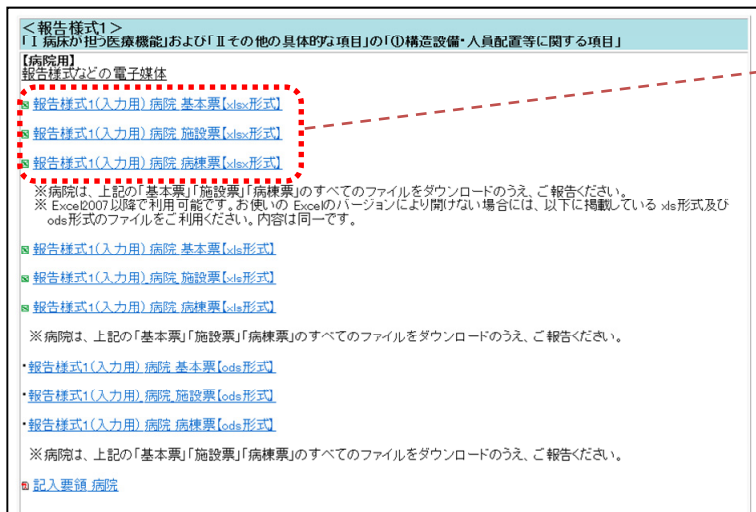 ＜報告様式1＞
「Ⅰ 病床が担う医療機能」および「Ⅱその他の具体的な項目」の「①構造設備・人員配置等に関する項目」
【病院用】
報告様式などの電子媒体
報告様式1(入力用) 病院 基本票【xlsx形式】
報告様式1(入力用) 病院 施設票【xlsx形式】
報告様式1(入力用) 病院 病棟票【xlsx形式】
※病院は、上記の「基本票」「施設票」「病棟票」のすべてのファイルをダウンロードのうえ、ご報告ください。
※ Excel2007以降で利用可能です。お使いの Excelのバージョンにより開けない場合には、以下に掲載している xls形式及び
ods形式のファイルをご利用ください。内容は同一です。
報告様式1(入力用) 病院 基本票【xls形式】
報告様式1(入力用)_病院_施設票【xls形式】
報告様式1(入力用) 病院 病棟票【xls形式】
※病院は、上記の「基本票」「施設票」「病棟票」のすべてのファイルをダウンロードのうえ、ご報告ください。
・報告様式1(入力用) 病院 基本票【ods形式】
・報告様式1(入力用)_病院_施設票【ods形式】
・報告様式1(入力用) 病院 病棟票【ods形式】
※病院は、上記の「基本票」「施設票」「病棟票」のすべてのファイルをダウンロードのうえ、ご報告ください。
記入要領_病院